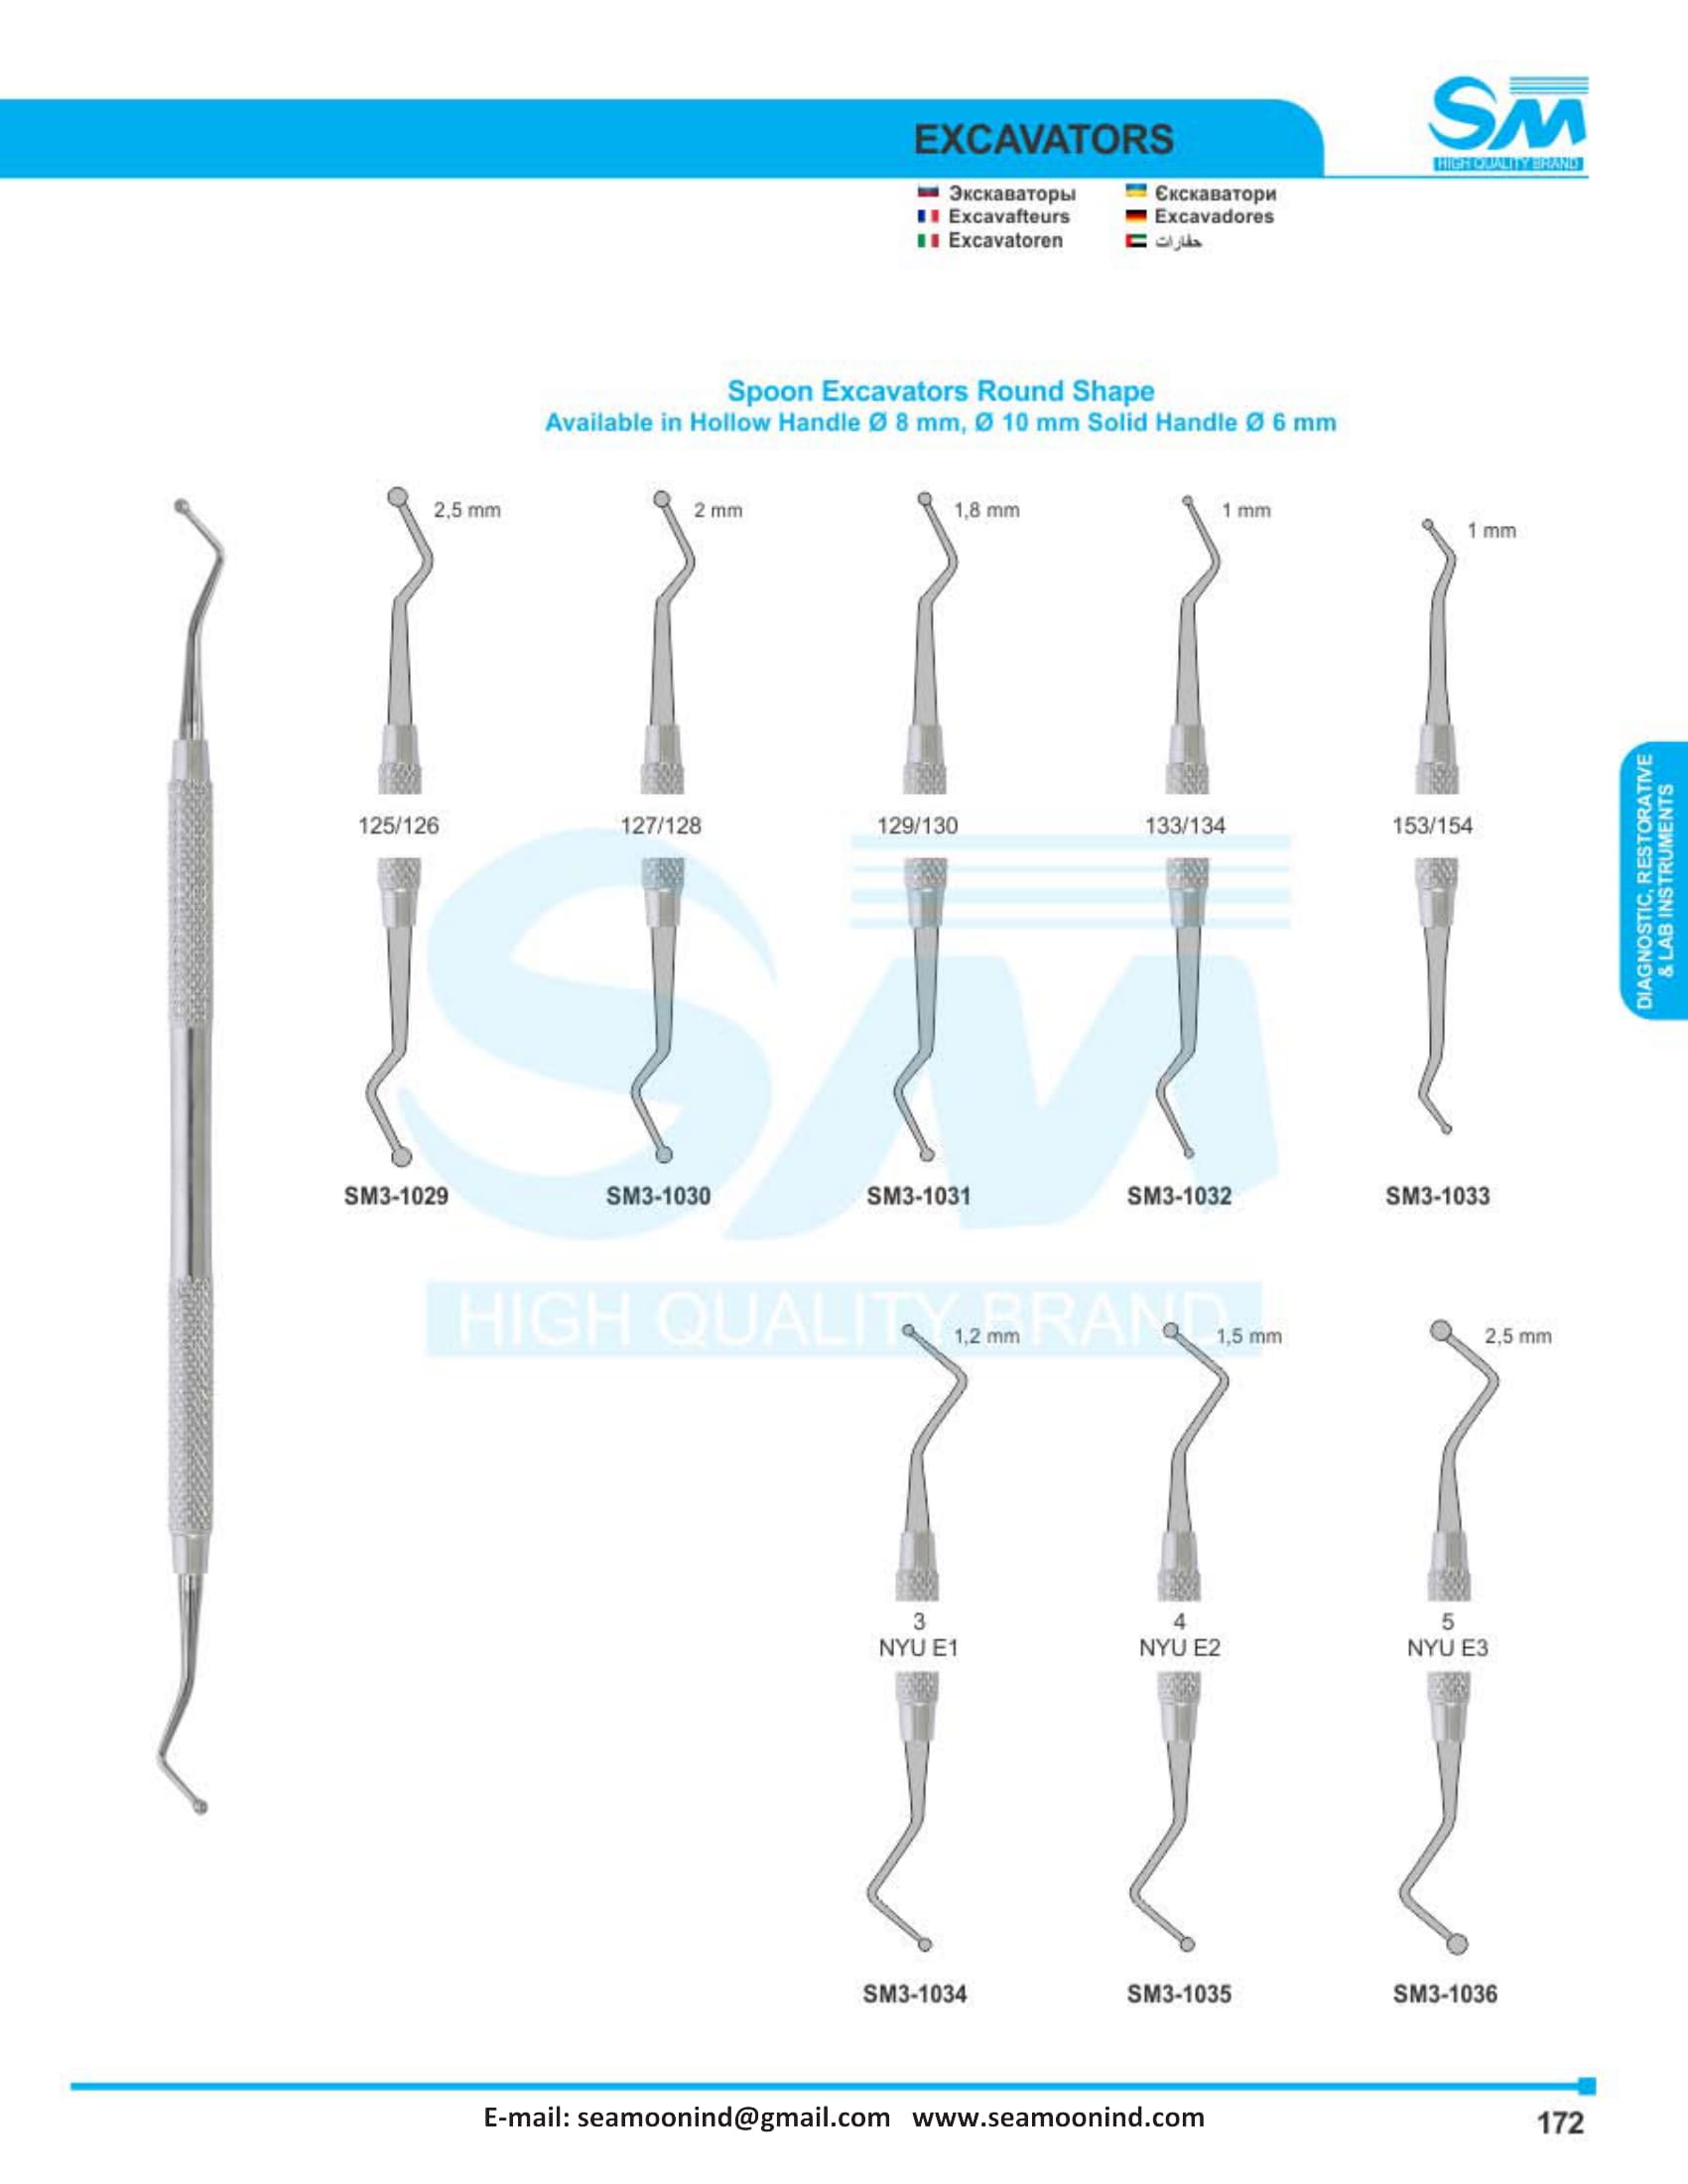 EXCAVATORS
SM
HIGH QUALITY BRAND
Экскаваторы
Єкскаватори
Excavafteurs
Excavadores
Excavatoren
حفارات
Spoon Excavators Round Shape
Available in Hollow Handle Ø 8 mm, Ø 10 mm Solid Handle Ø 6 mm
2,5 mm
2 mm
1,8 mm
1 mm
1 mm
125/126
127/128
129/130
133/134
153/154
SM3-1029
SM3-1030
SM3-1031
SM3-1032
SM3-1033
DIAGNOSTIC, RESTORATIVE
& LAB INSTRUMENTS
SM
HIGH QUALITY BRAND
1,2 mm
1,5 mm
2,5 mm
3
NYU E1
4
NYU E2
5
NYU E3
SM3-1034
SM3-1035
SM3-1036
E-mail: seamoonind@gmail.com www.seamoonind.com
172